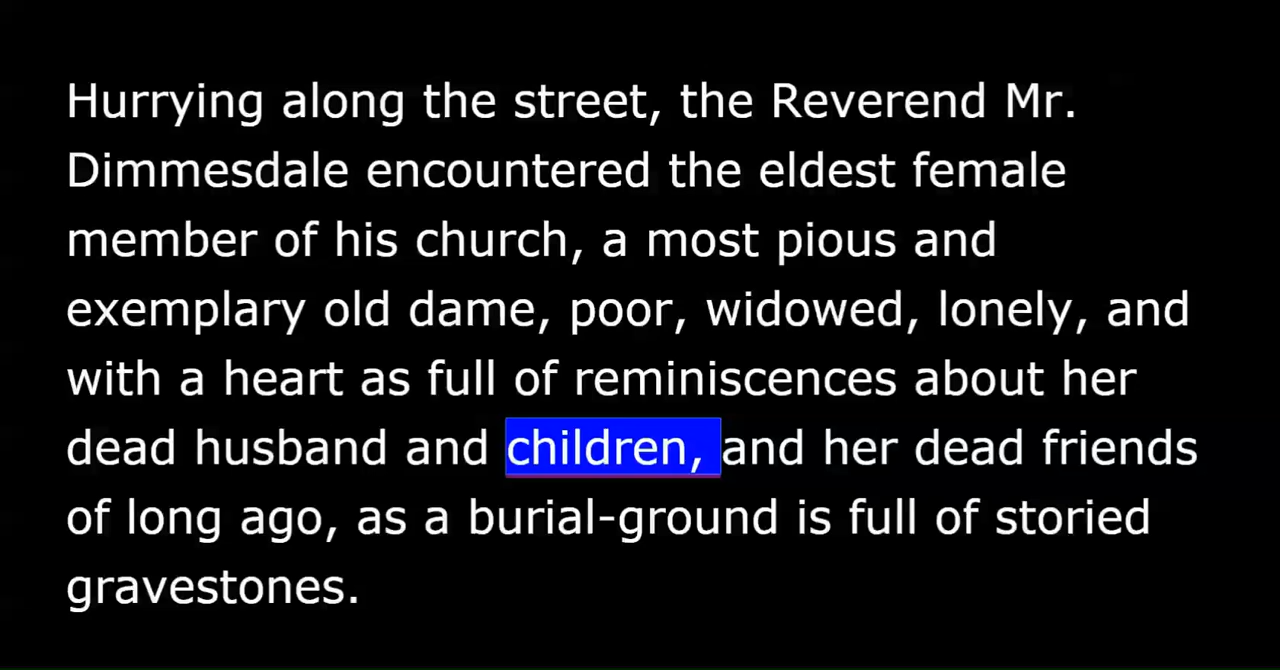 Hurrying along the street, the Reverend Mr.
Dimmesdale encountered the eldest female
member of his church, a most pious and
exemplary old dame, poor, widowed, lonely, and
with a heart as full of reminiscences about her
dead husband and children, and her dead friends
of long ago, as a burial-ground is full of storied
gravestones.